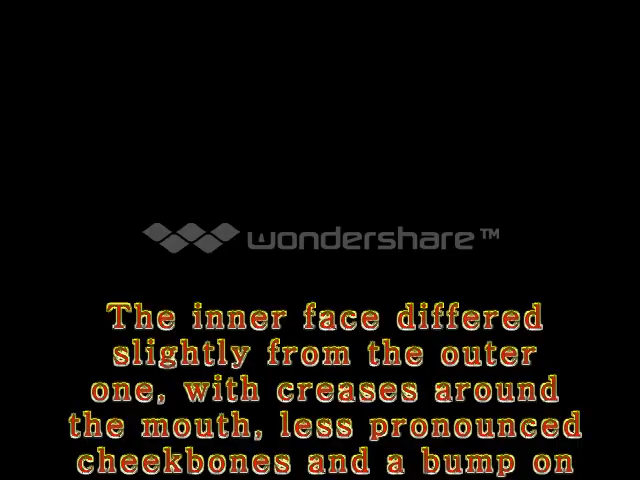 wondershare™
The inner face differed
slightly from the outer
one, with creases around
the mouth, less pronounced
cheekbones and a bump on